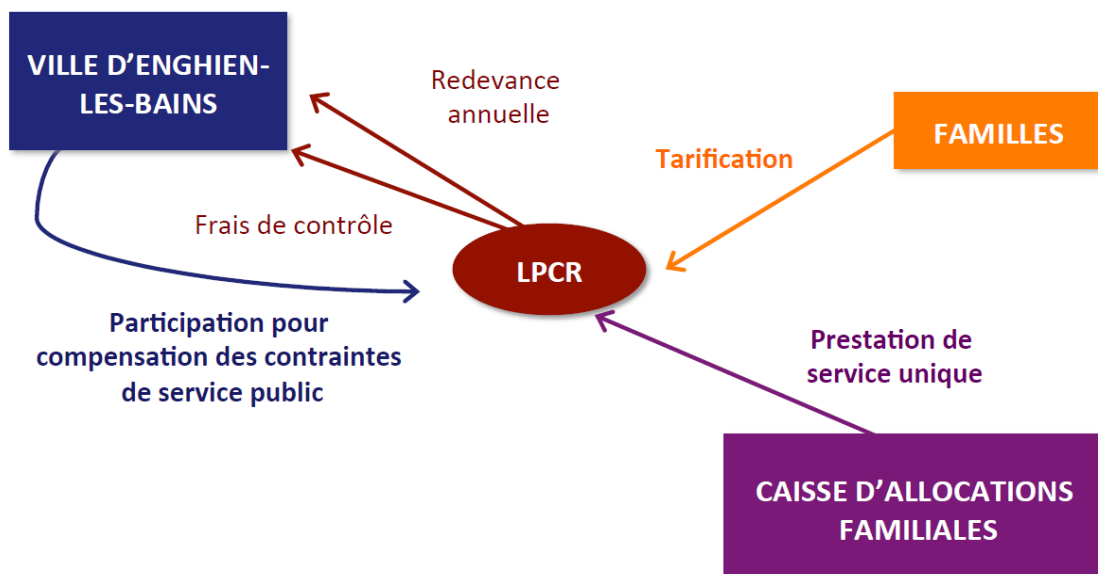 VILLE D’ENGHIEN-
LES-BAINS
Redevance
annuelle
FAMILLES
Tarification
Frais de contrôle
LPCR
Participation pour
compensation des contraintes
de service public
Prestation de
service unique
CAISSE D’ALLOCATIONS
FAMILIALES